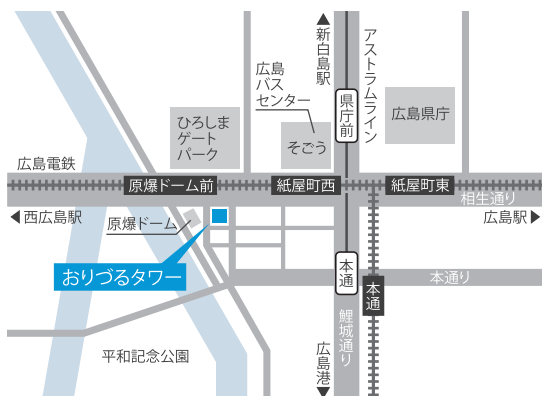 ▲新白島駅
アストラムライン
広島
バス
センター
県庁前
広島県庁
ひろしま
ゲート
パーク
そごう
広島電鉄
原爆ドーム前
紙屋町西
紙屋町東
相生通り
◀西広島駅
原爆ドーム
広島駅▶
おりづるタワー
本通
本通り
本通
鯉城通り
平和記念公園
広島港▼